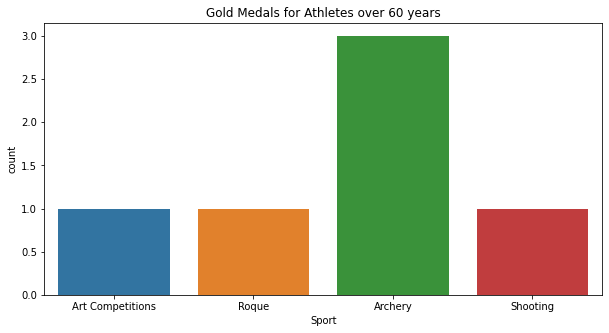 Gold Medals for Athletes over 60 years
3.0
2.5
2.0
1.5
1.0
0.5
0.0
count
Art Competitions Roque Archery Shooting
Sport